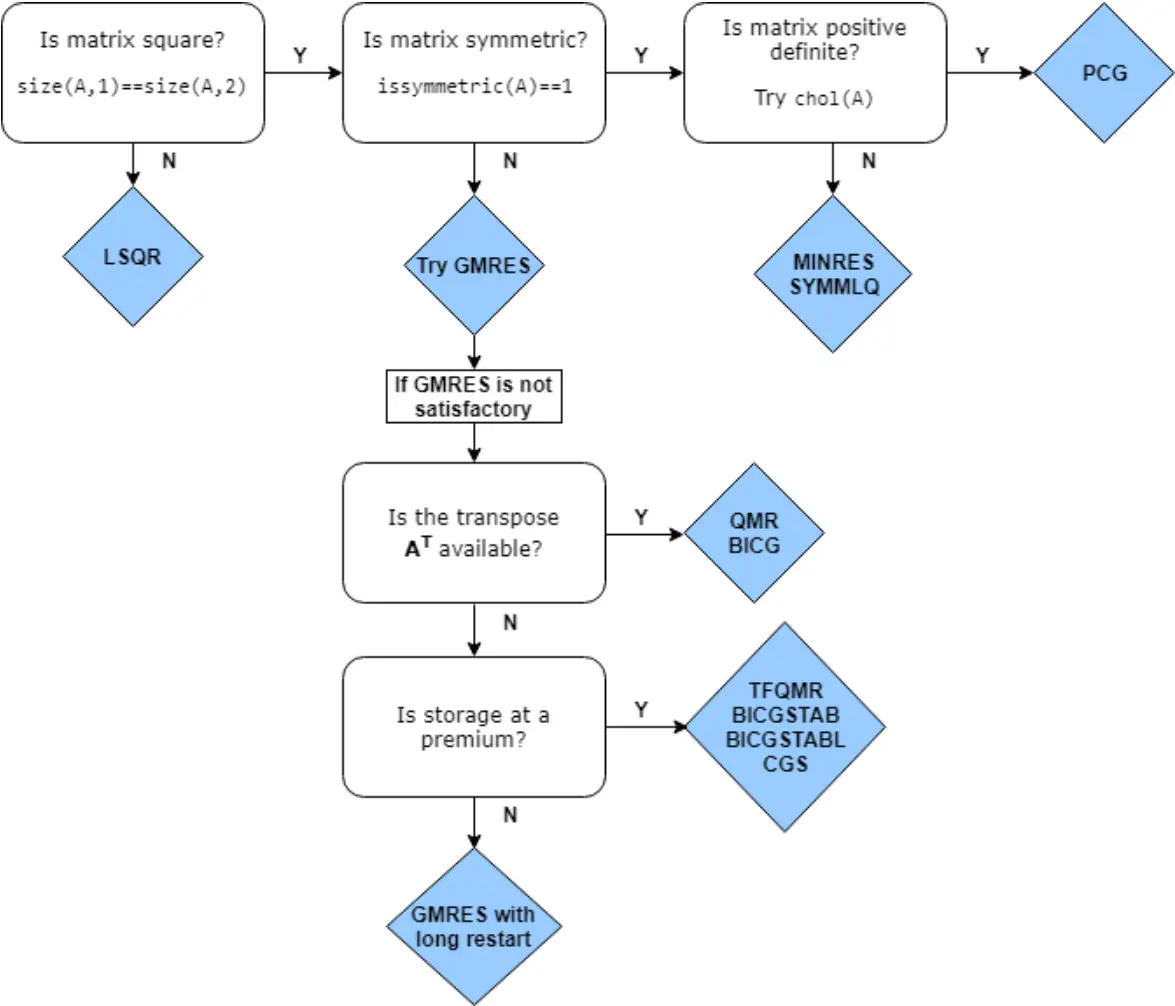 Is matrix square?
size(A,1)==size(A,2)
Y
Is matrix symmetric?
issymmetric(A)==1
Y
Is matrix positive
definite?
Try chol(A)
Y
PCG
N
N
N
LSQR
Try GMRES
MINRES
SYMMLQ
If GMRES is not
satisfactory
Is the transpose
Aᵀ available?
Y
QMR
BICG
N
Is storage at a
premium?
Y
TFQMR
BICGSTAB
BICGSTABL
CGS
N
GMRES with
long restart